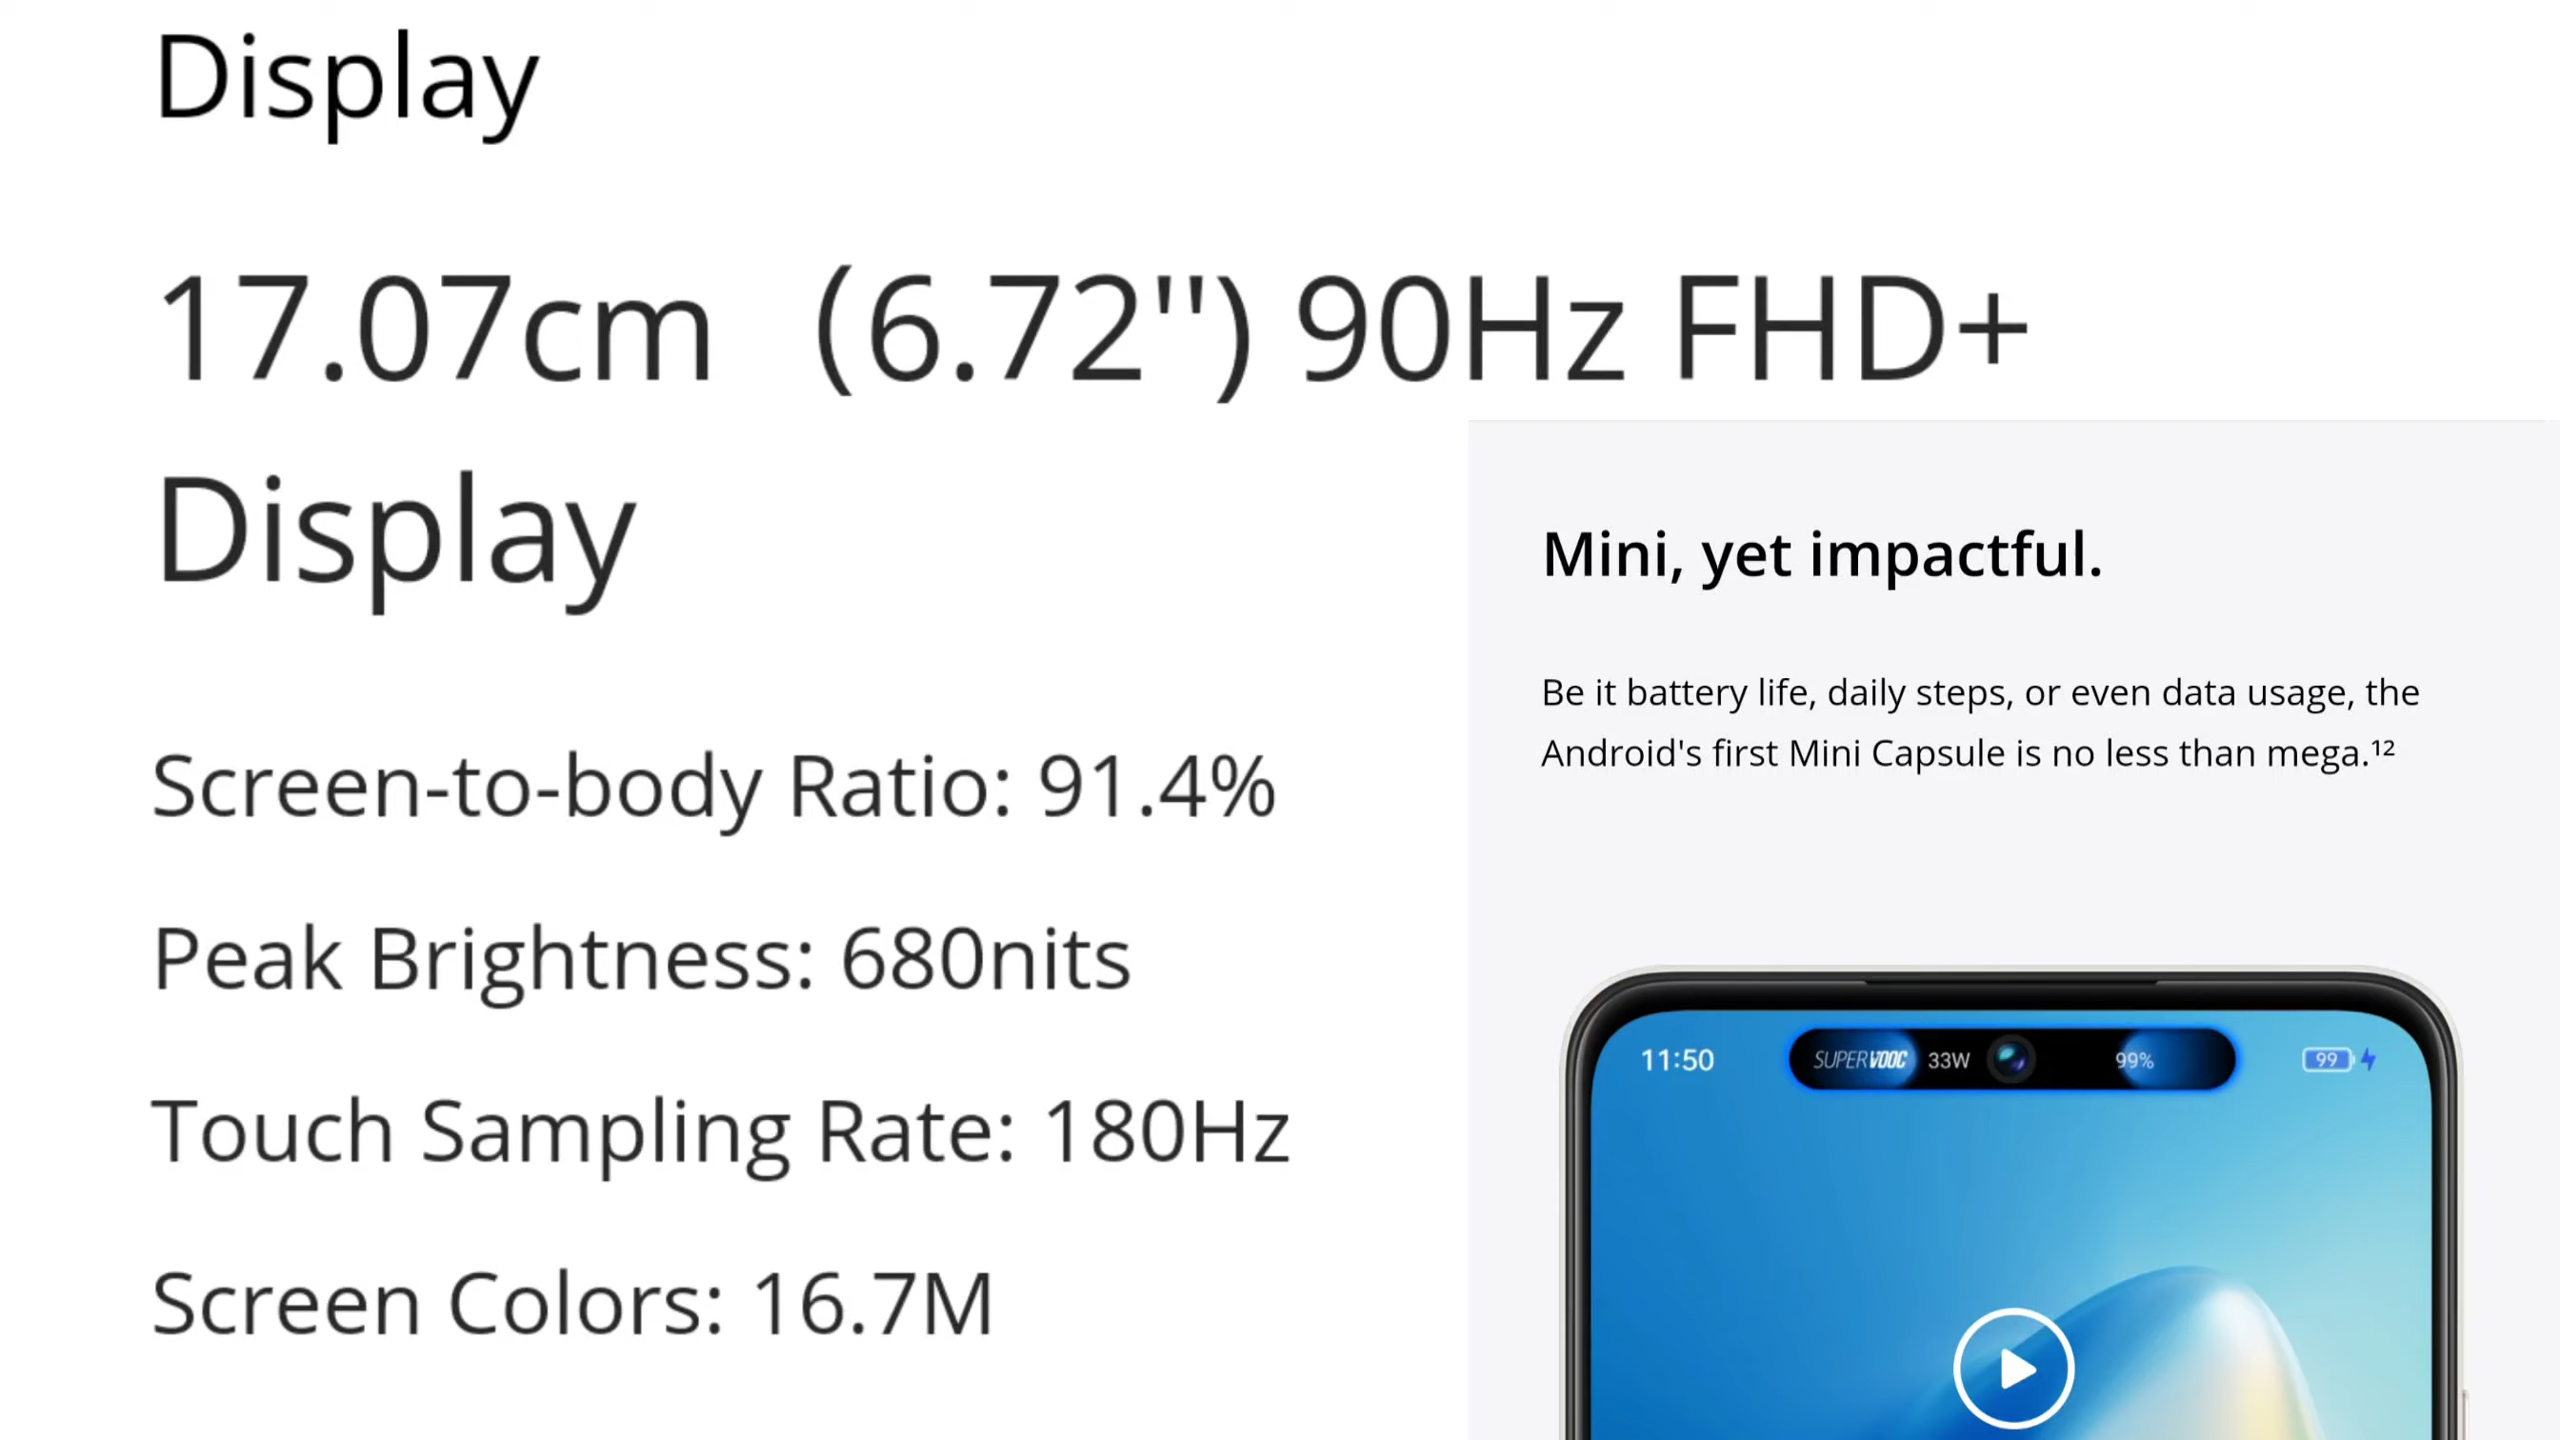 Display
17.07cm (6.72'') 90Hz FHD+
Display
Screen-to-body Ratio: 91.4%
Peak Brightness: 680nits
Touch Sampling Rate: 180Hz
Screen Colors: 16.7M
Mini, yet impactful.
Be it battery life, daily steps, or even data usage, the
Android's first Mini Capsule is no less than mega.¹²
11:50 SUPERVOOC 33W 99% 99